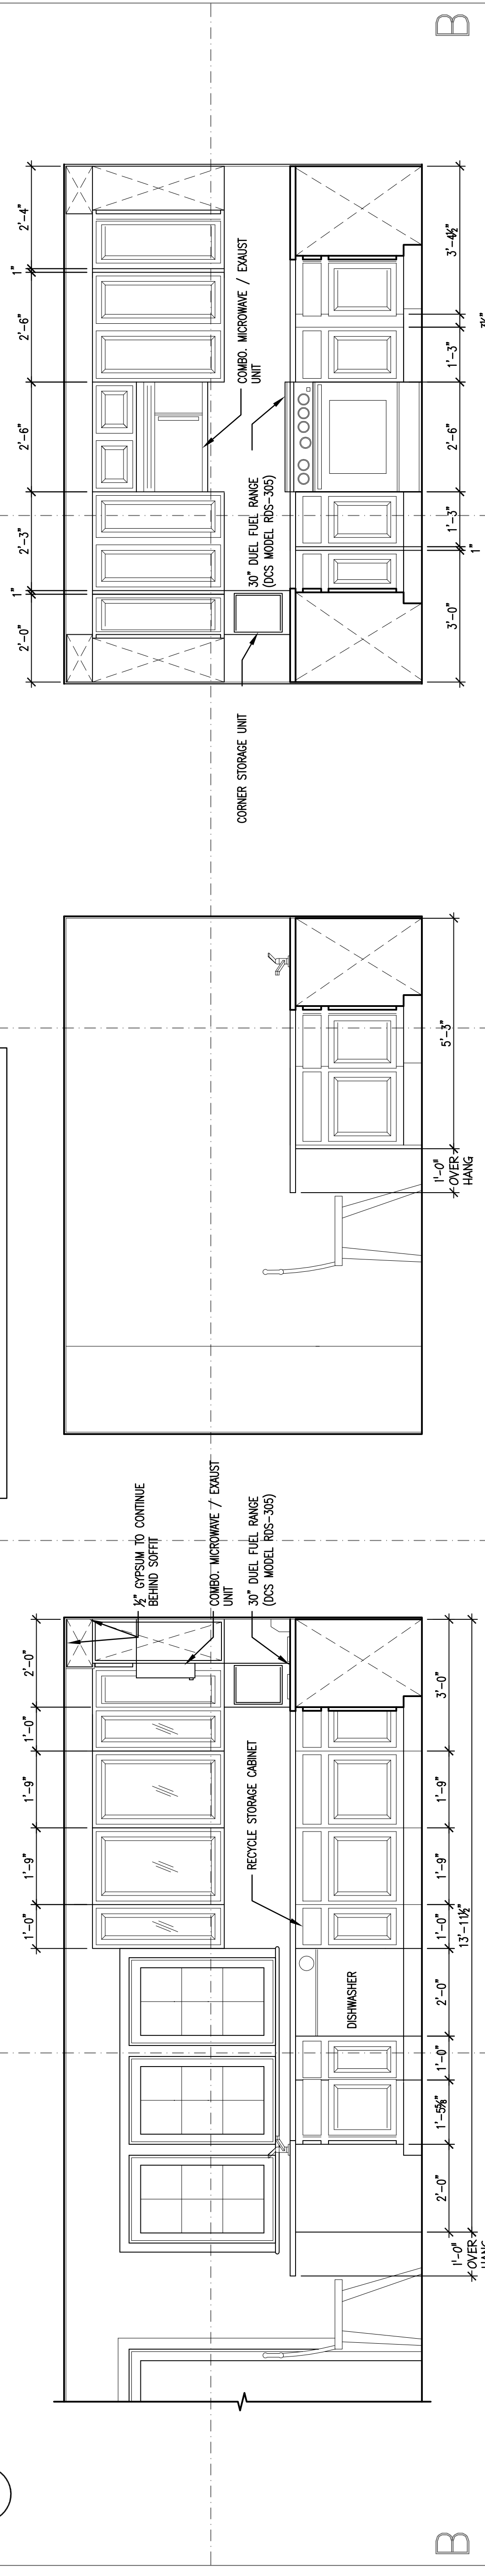 B
1'-0"
1'-9"
1'-9"
1'-0"
2'-0"
½" GYPSUM TO CONTINUE
BEHIND SOFFIT
COMBO. MICROWAVE / EXAUST
UNIT
30" DUEL FUEL RANGE
(DCS MODEL RDS-305)
RECYCLE STORAGE CABINET
DISHWASHER
2'-0"
1'-5⅝"
1'-0"
2'-0"
1'-0"
1'-9"
1'-9"
3'-0"
13'-11½"
1'-0"
OVER
HANG
1'-0"
OVER
HANG
5'-3"
2'-0"
1"
2'-3"
2'-6"
2'-6"
1"
2'-4"
CORNER STORAGE UNIT
COMBO. MICROWAVE / EXAUST
UNIT
30" DUEL FUEL RANGE
(DCS MODEL RDS-305)
3'-0"
1"
1'-3"
2'-6"
1'-3"
3'-4½"
B